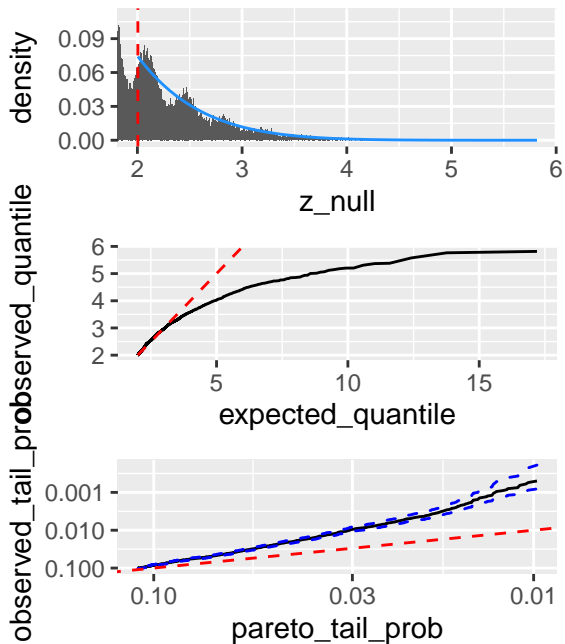 density
0.09
0.06
0.03
0.00
2 3 4 5 6
z_null
observed_quantile
6
5
4
3
2
5 10 15
expected_quantile
observed_tail_prob
0.001
0.010
0.100
0.10 0.03 0.01
pareto_tail_prob